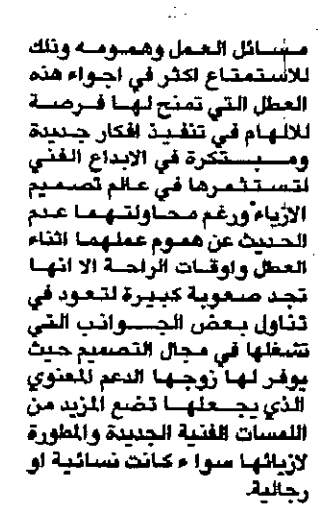 مسائل العمل وهمومه وذلك
للاستمتاع اكثر في اجواء هذه
العطل التي تمنح لها فرصة
للالهام في تنفيذ افكار جديدة
ومبتكرة في الابداع الفني
لتستثمرها في عالم تصميم
الازياء ورغم محاولتهما عدم
الحديث عن هموم عملهما اثناء
العطل واوقات الراحة الا انها
تجد صعوبة كبيرة لتعود في
تناول بعض الجوانب التي
تشغلها في مجال التصميم حيث
يوفر لها زوجها الدعم المعنوي
الذي يجعلها تضع المزيد من
اللمسات الفنية الجديدة والمطورة
لازيائها سواء كانت نسائية او
رجالية.